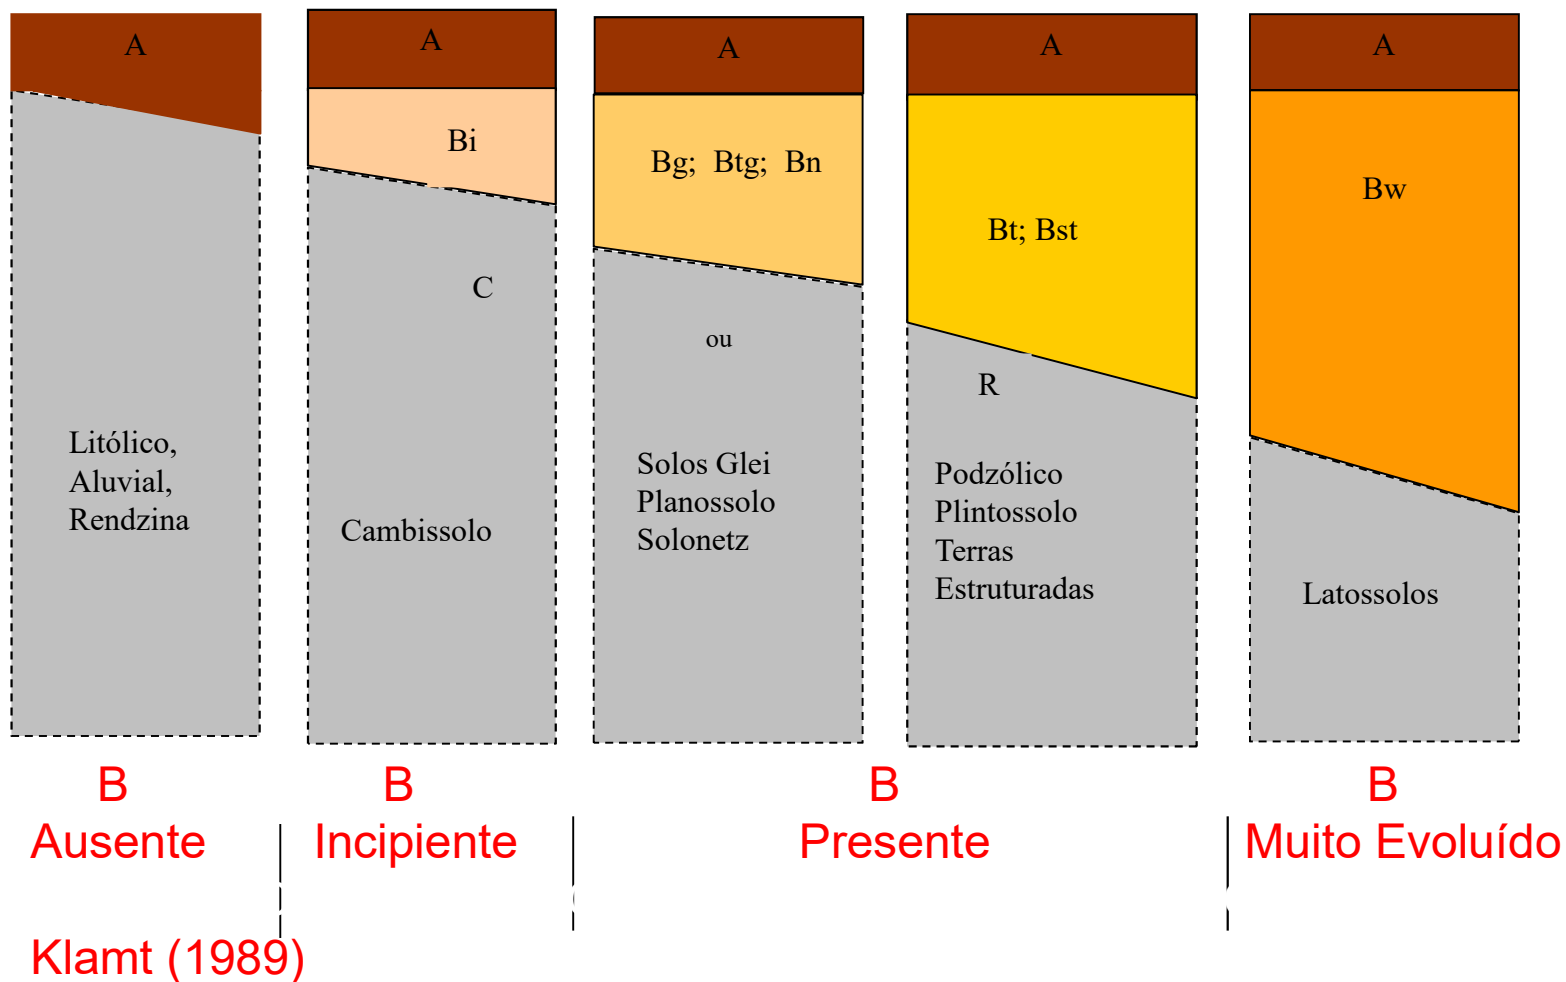 A
A
A
A
A
Bi
Bg; Btg; Bn
Bt; Bst
Bw
C
ou
R
Litólico,
Aluvial,
Rendzina
Cambissolo
Solos Glei
Planossolo
Solonetz
Podzólico
Plintossolo
Terras
Estruturadas
Latossolos
B
Ausente
B
Incipiente
B
Presente
B
Muito Evoluído
Klamt (1989)